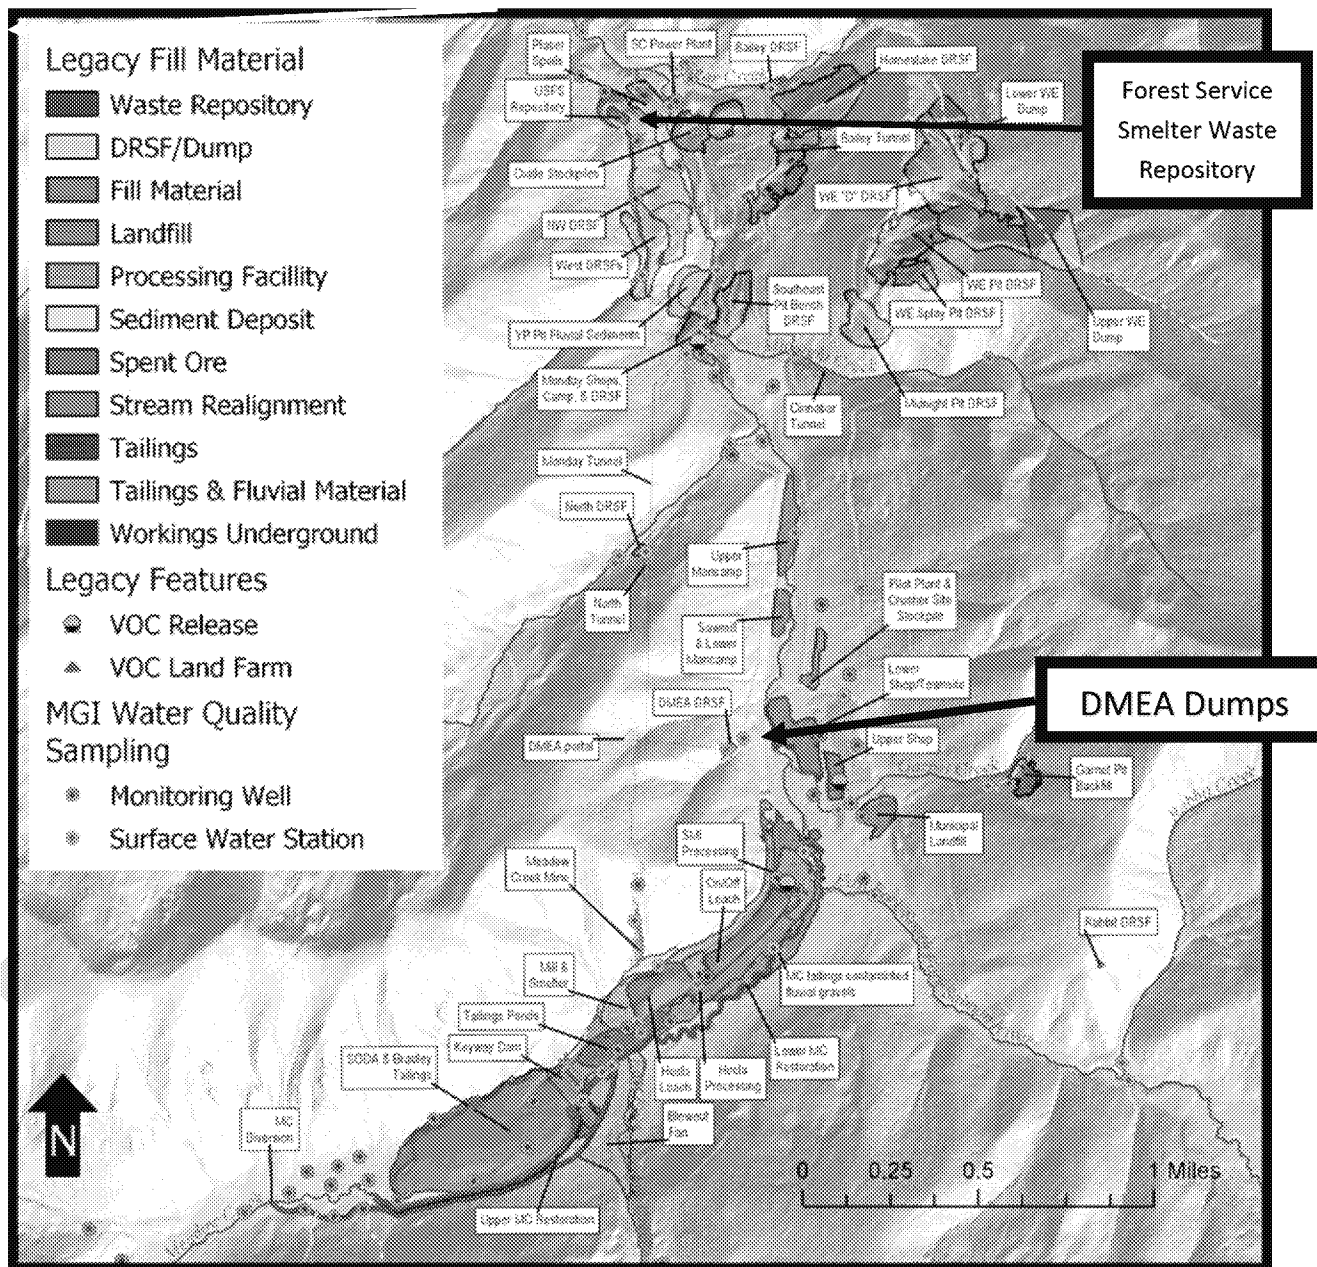 Legacy Fill Material
Waste Repository
DRSF/Dump
Fill Material
Landfill
Processing Facillity
Sediment Deposit
Spent Ore
Stream Realignment
Tailings
Tailings & Fluvial Material
Workings Underground
Legacy Features
VOC Release
VOC Land Farm
MGI Water Quality
Sampling
Monitoring Well
Surface Water Station
Placer
Spoils
SC Power Plant
Bailey DRSF
Homestake DRSF
USFS
Repository
Lower WE
Dump
Forest Service
Smelter Waste
Repository
Bailey Tunnel
Oxide Stockpiles
WE "D" DRSF
NW DRSF
West DRSFs
Southeast
Pit Bench
DRSF
WE Pit DRSF
WE Splay Pit DRSF
Upper WE
Dump
YP Pit Fluvial Sediments
Monday Shops,
Camp, & DRSF
Cinnabar
Tunnel
Midnight Pit DRSF
Monday Tunnel
North DRSF
Upper
Mancamp
North
Tunnel
Pilot Plant &
Crusher Site
Stockpile
Sawmill
& Lower
Mancamp
Lower
Shop/Townsite
DMEA DRSF
DMEA Dumps
DMEA portal
Upper Shop
Garnet Pit
Backfill
Rabbit Creek
SMI
Processing
Municipal
Landfill
Meadow
Creek Mine
On/Off
Leach
Rabbit DRSF
Mill &
Smelter
MC tailings uncontrolled
fluvial gravels
Tailings Ponds
Keyway Dam
SODA & Bradley
Tailings
Hecla
Leach
Hecla
Processing
Lower MC
Restoration
Blowout
Fan
MC
Diversion
Upper MC Restoration
N
0 0.25 0.5 1 Miles